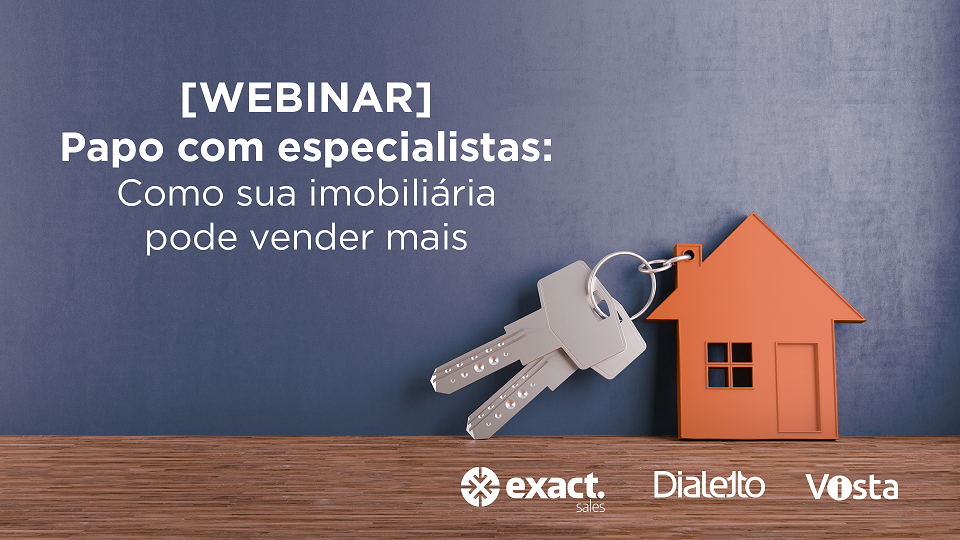 [WEBINAR]
Papo com especialistas:
Como sua imobiliária
pode vender mais
exact.
sales
Dialetto
Vista